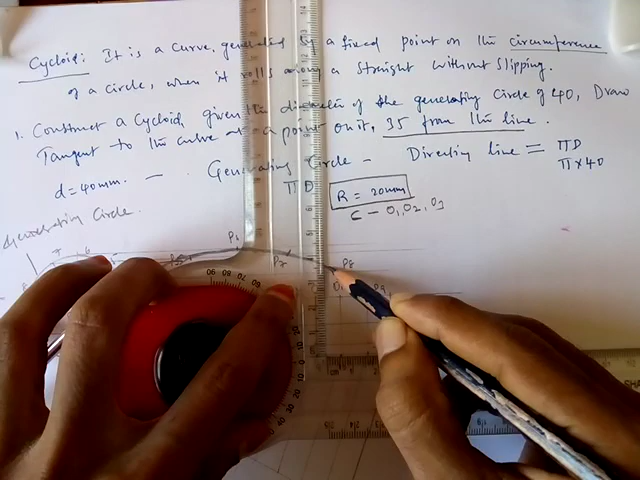 Cycloid: It is a curve, generated by a fixed point on the circumference
of a circle, when it rolls along a straight without slipping.
1. Construct a cycloid given the diameter of the generating circle of 40, Draw
Tangent to the curve at a point on it, 35 from the line.
d = 40mm. – Generating Circle – Directing line = πD
πD π×40
R = 20mm
C – O1, O2, O3
Generating Circle.
P6
P7
P8